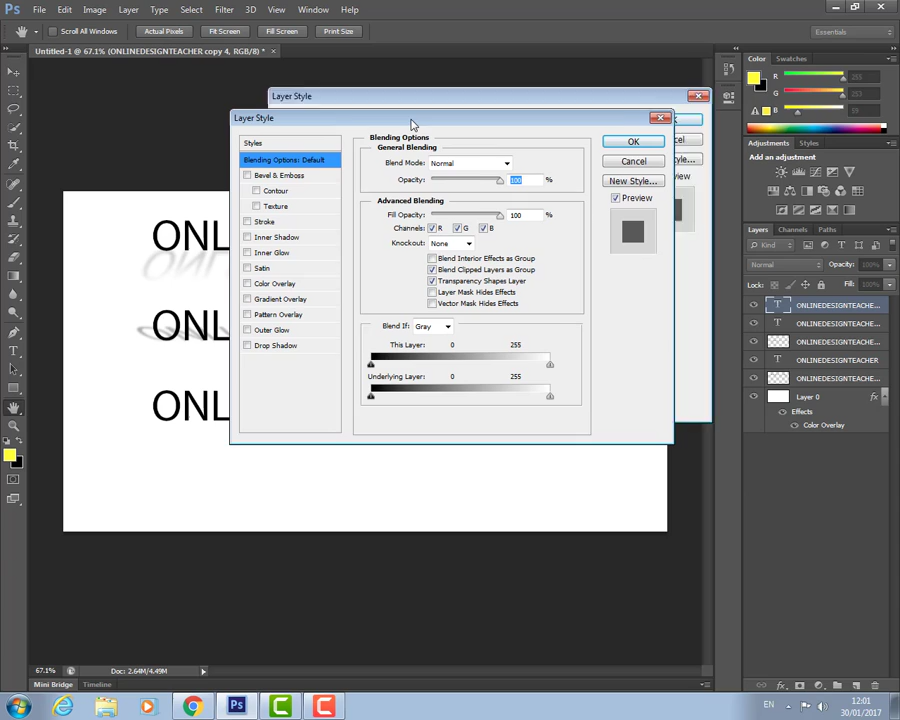 Ps File Edit Image Layer Type Select Filter 3D View Window Help
Scroll All Windows Actual Pixels Fit Screen Fill Screen Print Size Essentials
Untitled-1 @ 67.1% (ONLINEDESIGNTEACHER copy 4, RGB/8) * ×
Color Swatches
R 255
G 253
B
Layer Style
Layer Style
Styles
Blending Options: Default
Bevel & Emboss
Contour
Texture
Stroke
Inner Shadow
Inner Glow
Satin
Color Overlay
Gradient Overlay
Pattern Overlay
Outer Glow
Drop Shadow
Blending Options
General Blending
Blend Mode: Normal
Opacity: 100 %
Advanced Blending
Fill Opacity: 100 %
Channels: R G B
Knockout: None
Blend Interior Effects as Group
Blend Clipped Layers as Group
Transparency Shapes Layer
Layer Mask Hides Effects
Vector Mask Hides Effects
Blend If: Gray
This Layer: 0 255
Underlying Layer: 0 255
OK
Cancel
New Style...
Preview
ONL
ONL
ONL
Adjustments Styles
Add an adjustment
Layers Channels Paths
Kind
Normal Opacity: 100%
Lock: Fill: 100%
T ONLINEDESIGNTEACHE...
T ONLINEDESIGNTEACHE...
ONLINEDESIGNTEACHE...
T ONLINEDESIGNTEACHER
ONLINEDESIGNTEACHE...
Layer 0 fx
Effects
Color Overlay
67.1% Doc: 2.64M/4.49M
Mini Bridge Timeline
EN 12:01
30/01/2017